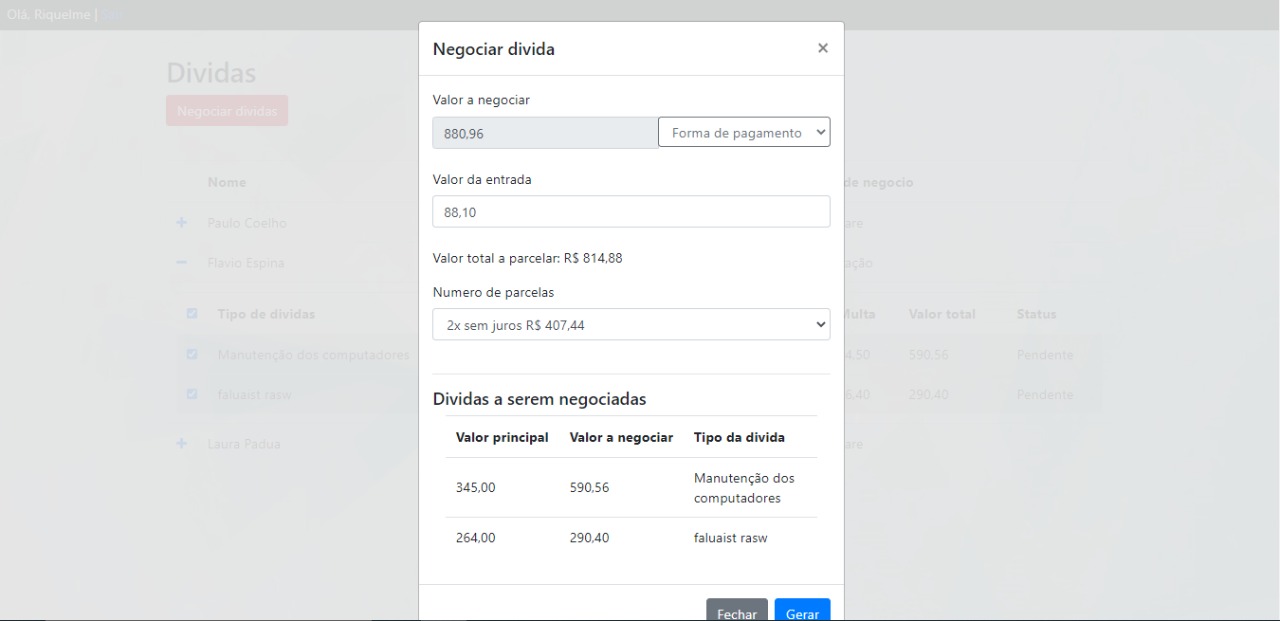 Olá, Riquelme |
Negociar divida
×
Dividas
Negociar dividas
Valor a negociar
880,96
Forma de pagamento
Valor da entrada
88,10
Nome
de negocio
Paulo Coelho
are
Flavio Espina
ação
Valor total a parcelar: R$ 814,88
Numero de parcelas
2x sem juros R$ 407,44
Tipo de dividas
Multa
Valor total
Status
Manutenção dos computadores
4,50
590.56
Pendente
faluaist rasw
6,40
290.40
Pendente
Laura Padua
are
Dividas a serem negociadas
Valor principal
Valor a negociar
Tipo da divida
345,00
590,56
Manutenção dos
computadores
264,00
290,40
faluaist rasw
Fechar
Gerar